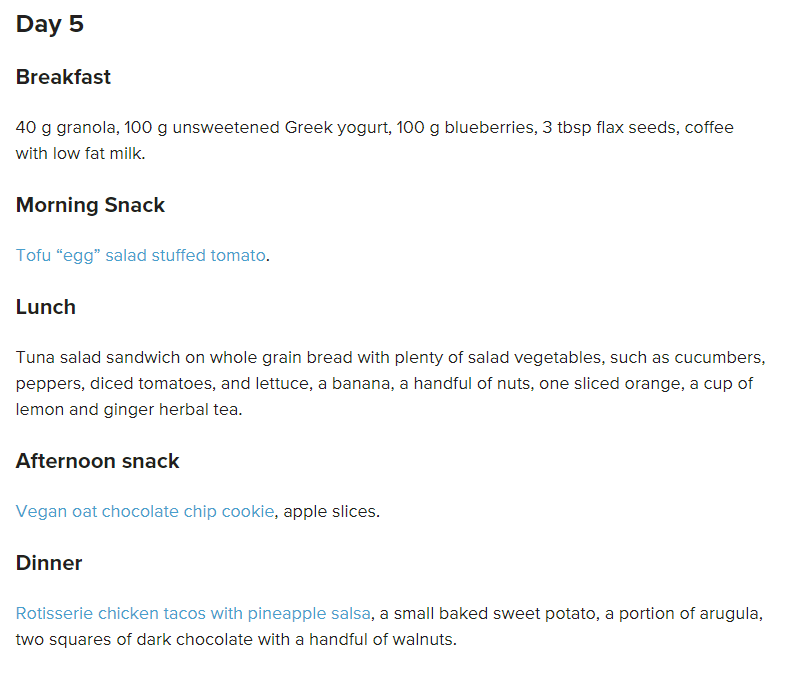 Day 5
Breakfast
40 g granola, 100 g unsweetened Greek yogurt, 100 g blueberries, 3 tbsp flax seeds, coffee
with low fat milk.
Morning Snack
Tofu “egg” salad stuffed tomato.
Lunch
Tuna salad sandwich on whole grain bread with plenty of salad vegetables, such as cucumbers,
peppers, diced tomatoes, and lettuce, a banana, a handful of nuts, one sliced orange, a cup of
lemon and ginger herbal tea.
Afternoon snack
Vegan oat chocolate chip cookie, apple slices.
Dinner
Rotisserie chicken tacos with pineapple salsa, a small baked sweet potato, a portion of arugula,
two squares of dark chocolate with a handful of walnuts.